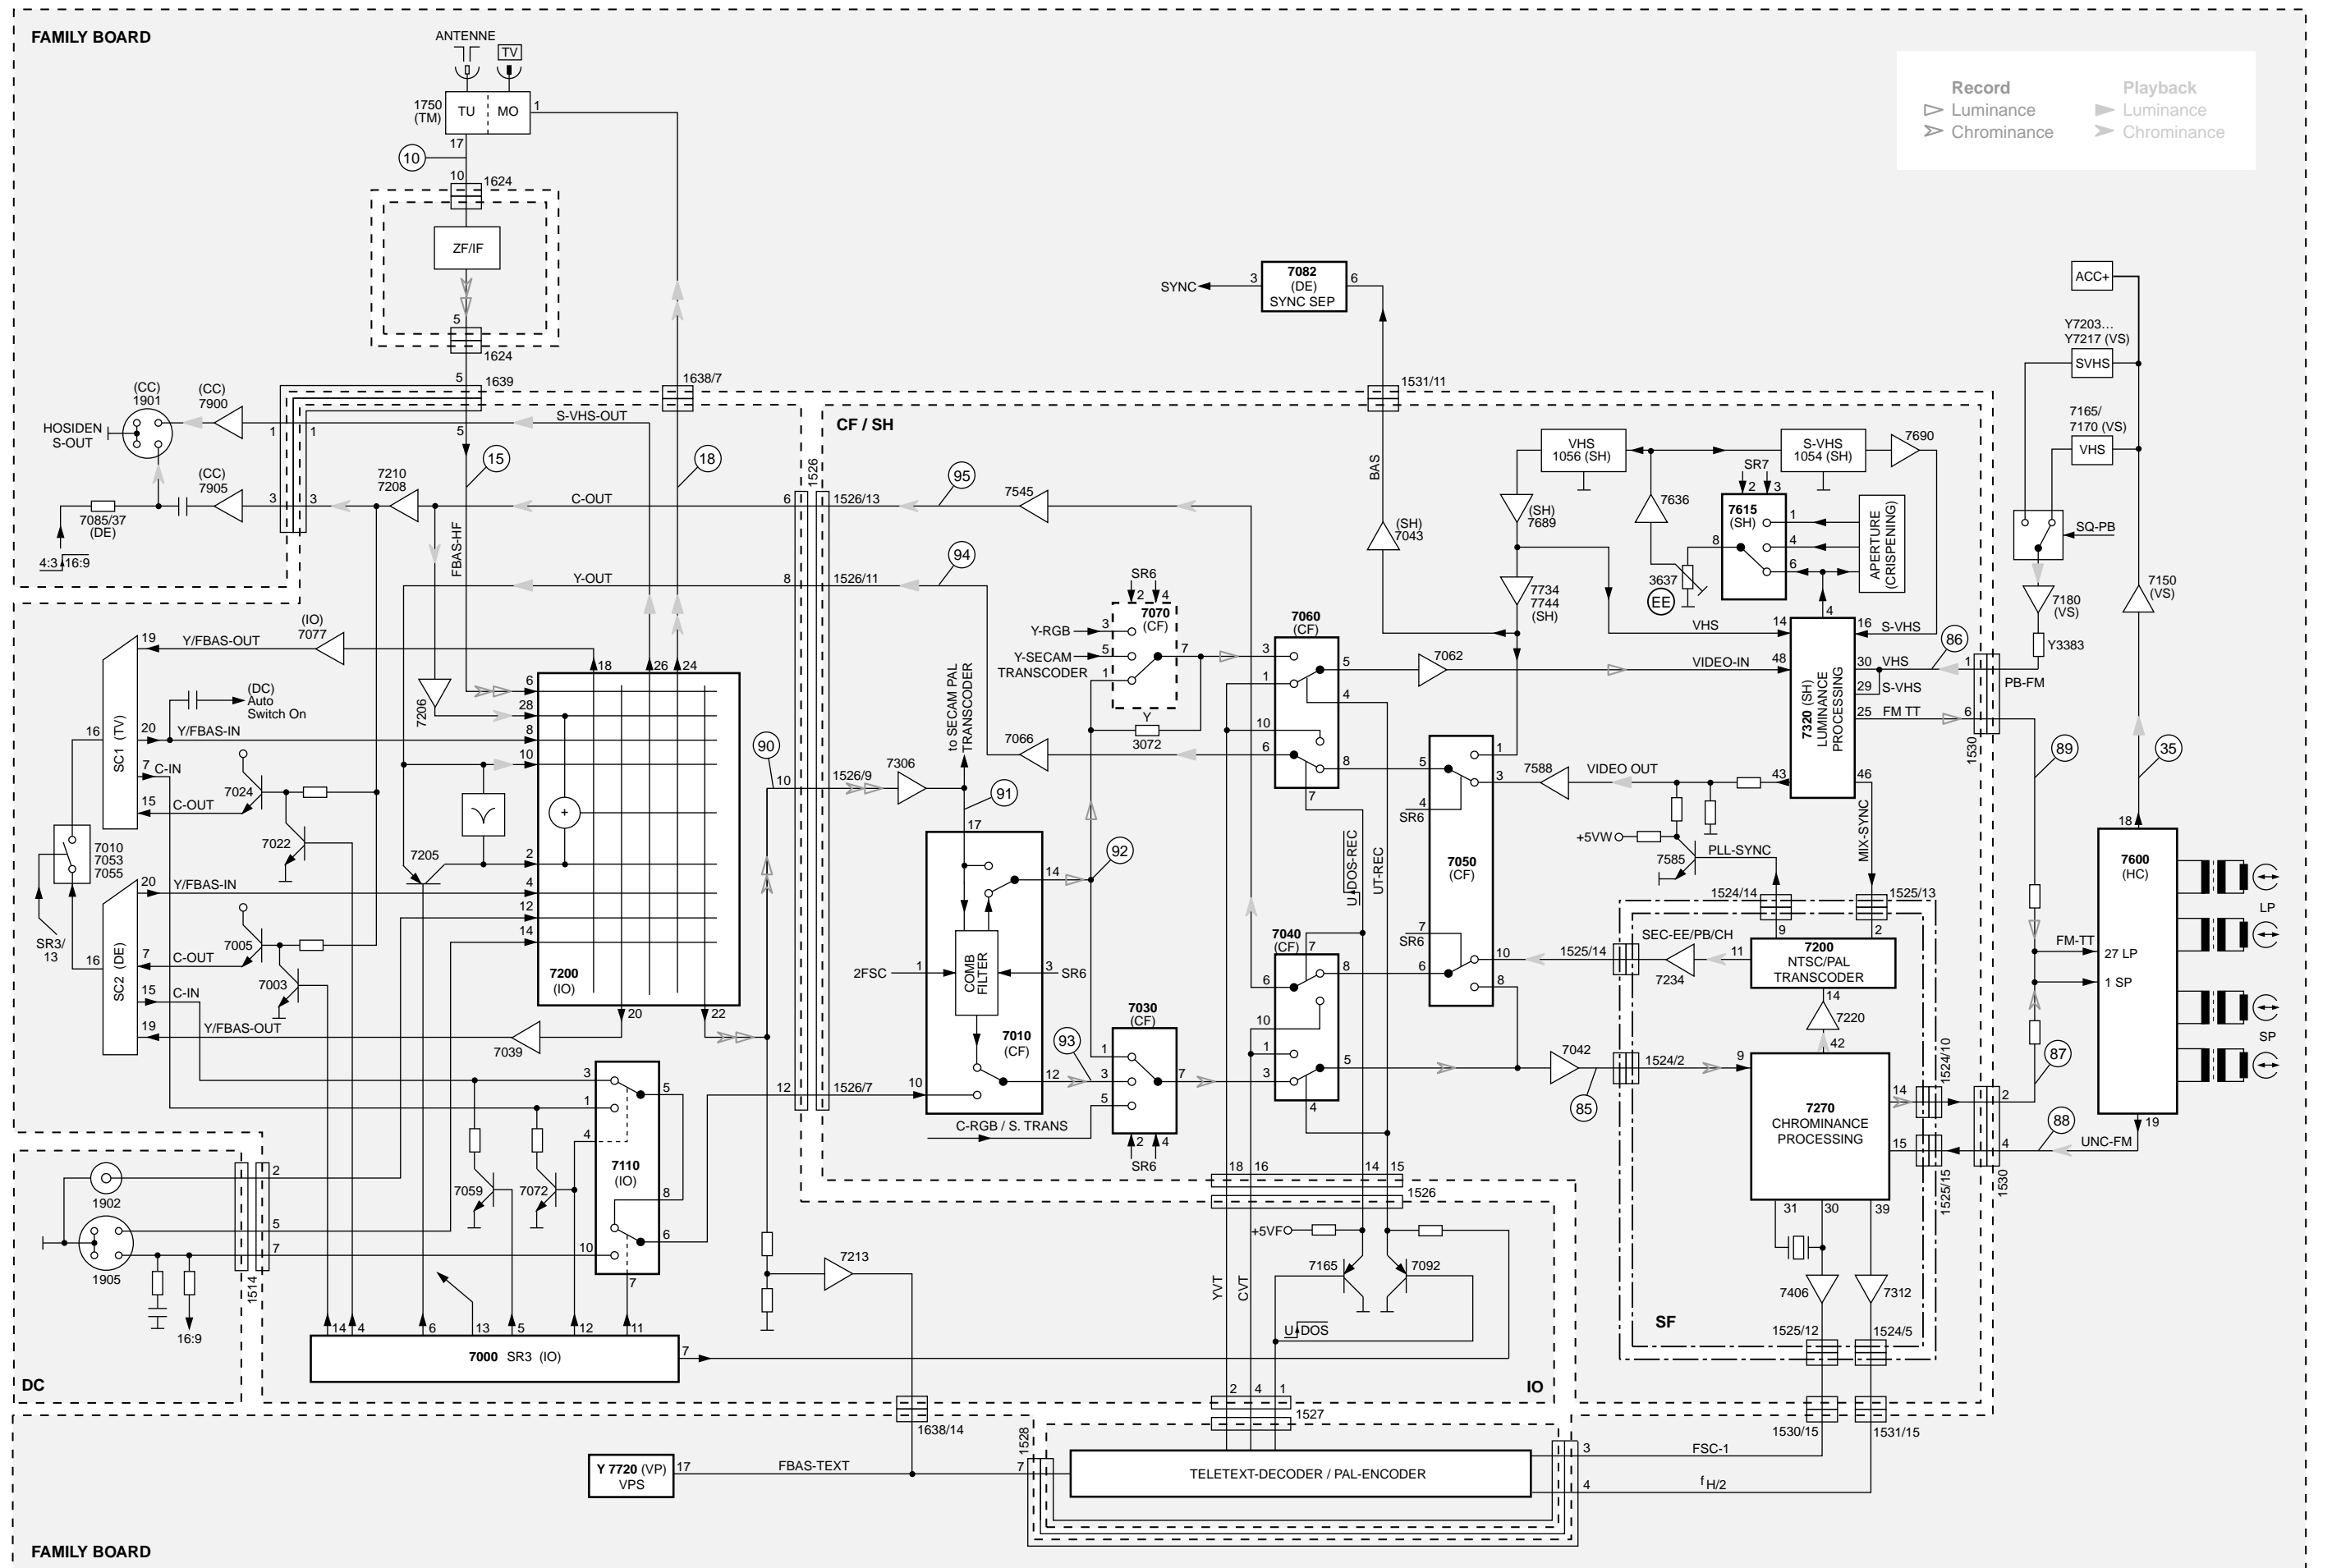 FAMILY BOARD
ANTENNE
TV
1750
(TM)
TU
MO
1
17
10
10
1624
ZF/IF
5
1624
5
1639
1638/7
Record
Luminance
Chrominance
Playback
Luminance
Chrominance
7082
(DE)
SYNC SEP
SYNC
3
6
1531/11
BAS
ACC+
Y7203...
Y7217 (VS)
SVHS
7165/
7170 (VS)
VHS
SQ-PB
7180
(VS)
Y3383
7150
(VS)
(CC)
1901
(CC)
7900
HOSIDEN
S-OUT
1
1
5
S-VHS-OUT
15
18
(CC)
7905
3
3
7210
7208
C-OUT
6
7085/37
(DE)
4:3
16:9
FBAS-HF
Y-OUT
8
1526
1526/13
95
7545
1526/11
94
CF / SH
(SH)
7043
VHS
1056 (SH)
S-VHS
1054 (SH)
7690
(SH)
7689
7636
SR7
2
3
7615
(SH)
1
4
6
8
APERTURE
(CRISPENING)
3637
EE
7734
7744
(SH)
VHS
14
4
16
S-VHS
86
48
VIDEO-IN
30
VHS
29
S-VHS
25
FM TT
7320 (SH)
LUMINANCE
PROCESSING
43
46
1
PB-FM
6
1530
89
35
(IO)
7077
19
Y/FBAS-OUT
18
26
24
SC1 (TV)
16
20
Y/FBAS-IN
(DC)
Auto
Switch On
7
C-IN
15
C-OUT
7024
7022
7206
6
28
8
10
2
4
12
14
+
7200
(IO)
20
22
7205
7010
7053
7055
SR3/
13
SC2 (DE)
16
20
Y/FBAS-IN
7
C-OUT
7005
7003
15
C-IN
19
Y/FBAS-OUT
7039
90
10
1526/9
7306
to SECAM PAL
TRANSCODER
91
17
14
92
COMB
FILTER
2FSC
1
3
SR6
7010
(CF)
10
12
93
12
1526/7
C-RGB / S. TRANS
SR6
2
4
7070
(CF)
Y-RGB
3
Y-SECAM
TRANSCODER
5
1
7
Y
3072
7066
7060
(CF)
3
1
10
6
5
4
8
7
7062
U DOS-REC
UT-REC
7050
(CF)
5
1
3
4
SR6
7
SR6
6
10
8
7588
VIDEO OUT
+5VW
7585
PLL-SYNC
MIX-SYNC
1524/14
1525/13
7040
(CF)
7
6
8
10
1
3
5
4
7030
(CF)
1
3
5
7
2
4
SR6
1525/14
SEC-EE/PB/CH
7234
11
9
2
7200
NTSC/PAL
TRANSCODER
14
7220
42
7042
85
1524/2
9
7270
CHROMINANCE
PROCESSING
14
15
1524/10
1525/15
31
30
39
7406
7312
SF
1525/12
1524/5
1530/15
1531/15
2
4
1530
87
88
UNC-FM
19
18
7600
(HC)
FM-TT
27 LP
1 SP
LP
SP
3
5
1
4
7110
(IO)
8
6
10
7
7059
7072
1902
1905
2
5
7
1514
16:9
DC
14
4
6
13
5
12
11
7000 SR3 (IO)
7
7213
18
16
14
15
1526
+5VF
7165
7092
YVT
CVT
U DOS
IO
2
4
1
1527
1638/14
1528
Y 7720 (VP)
VPS
17
FBAS-TEXT
7
TELETEXT-DECODER / PAL-ENCODER
3
FSC-1
4
f H/2
FAMILY BOARD